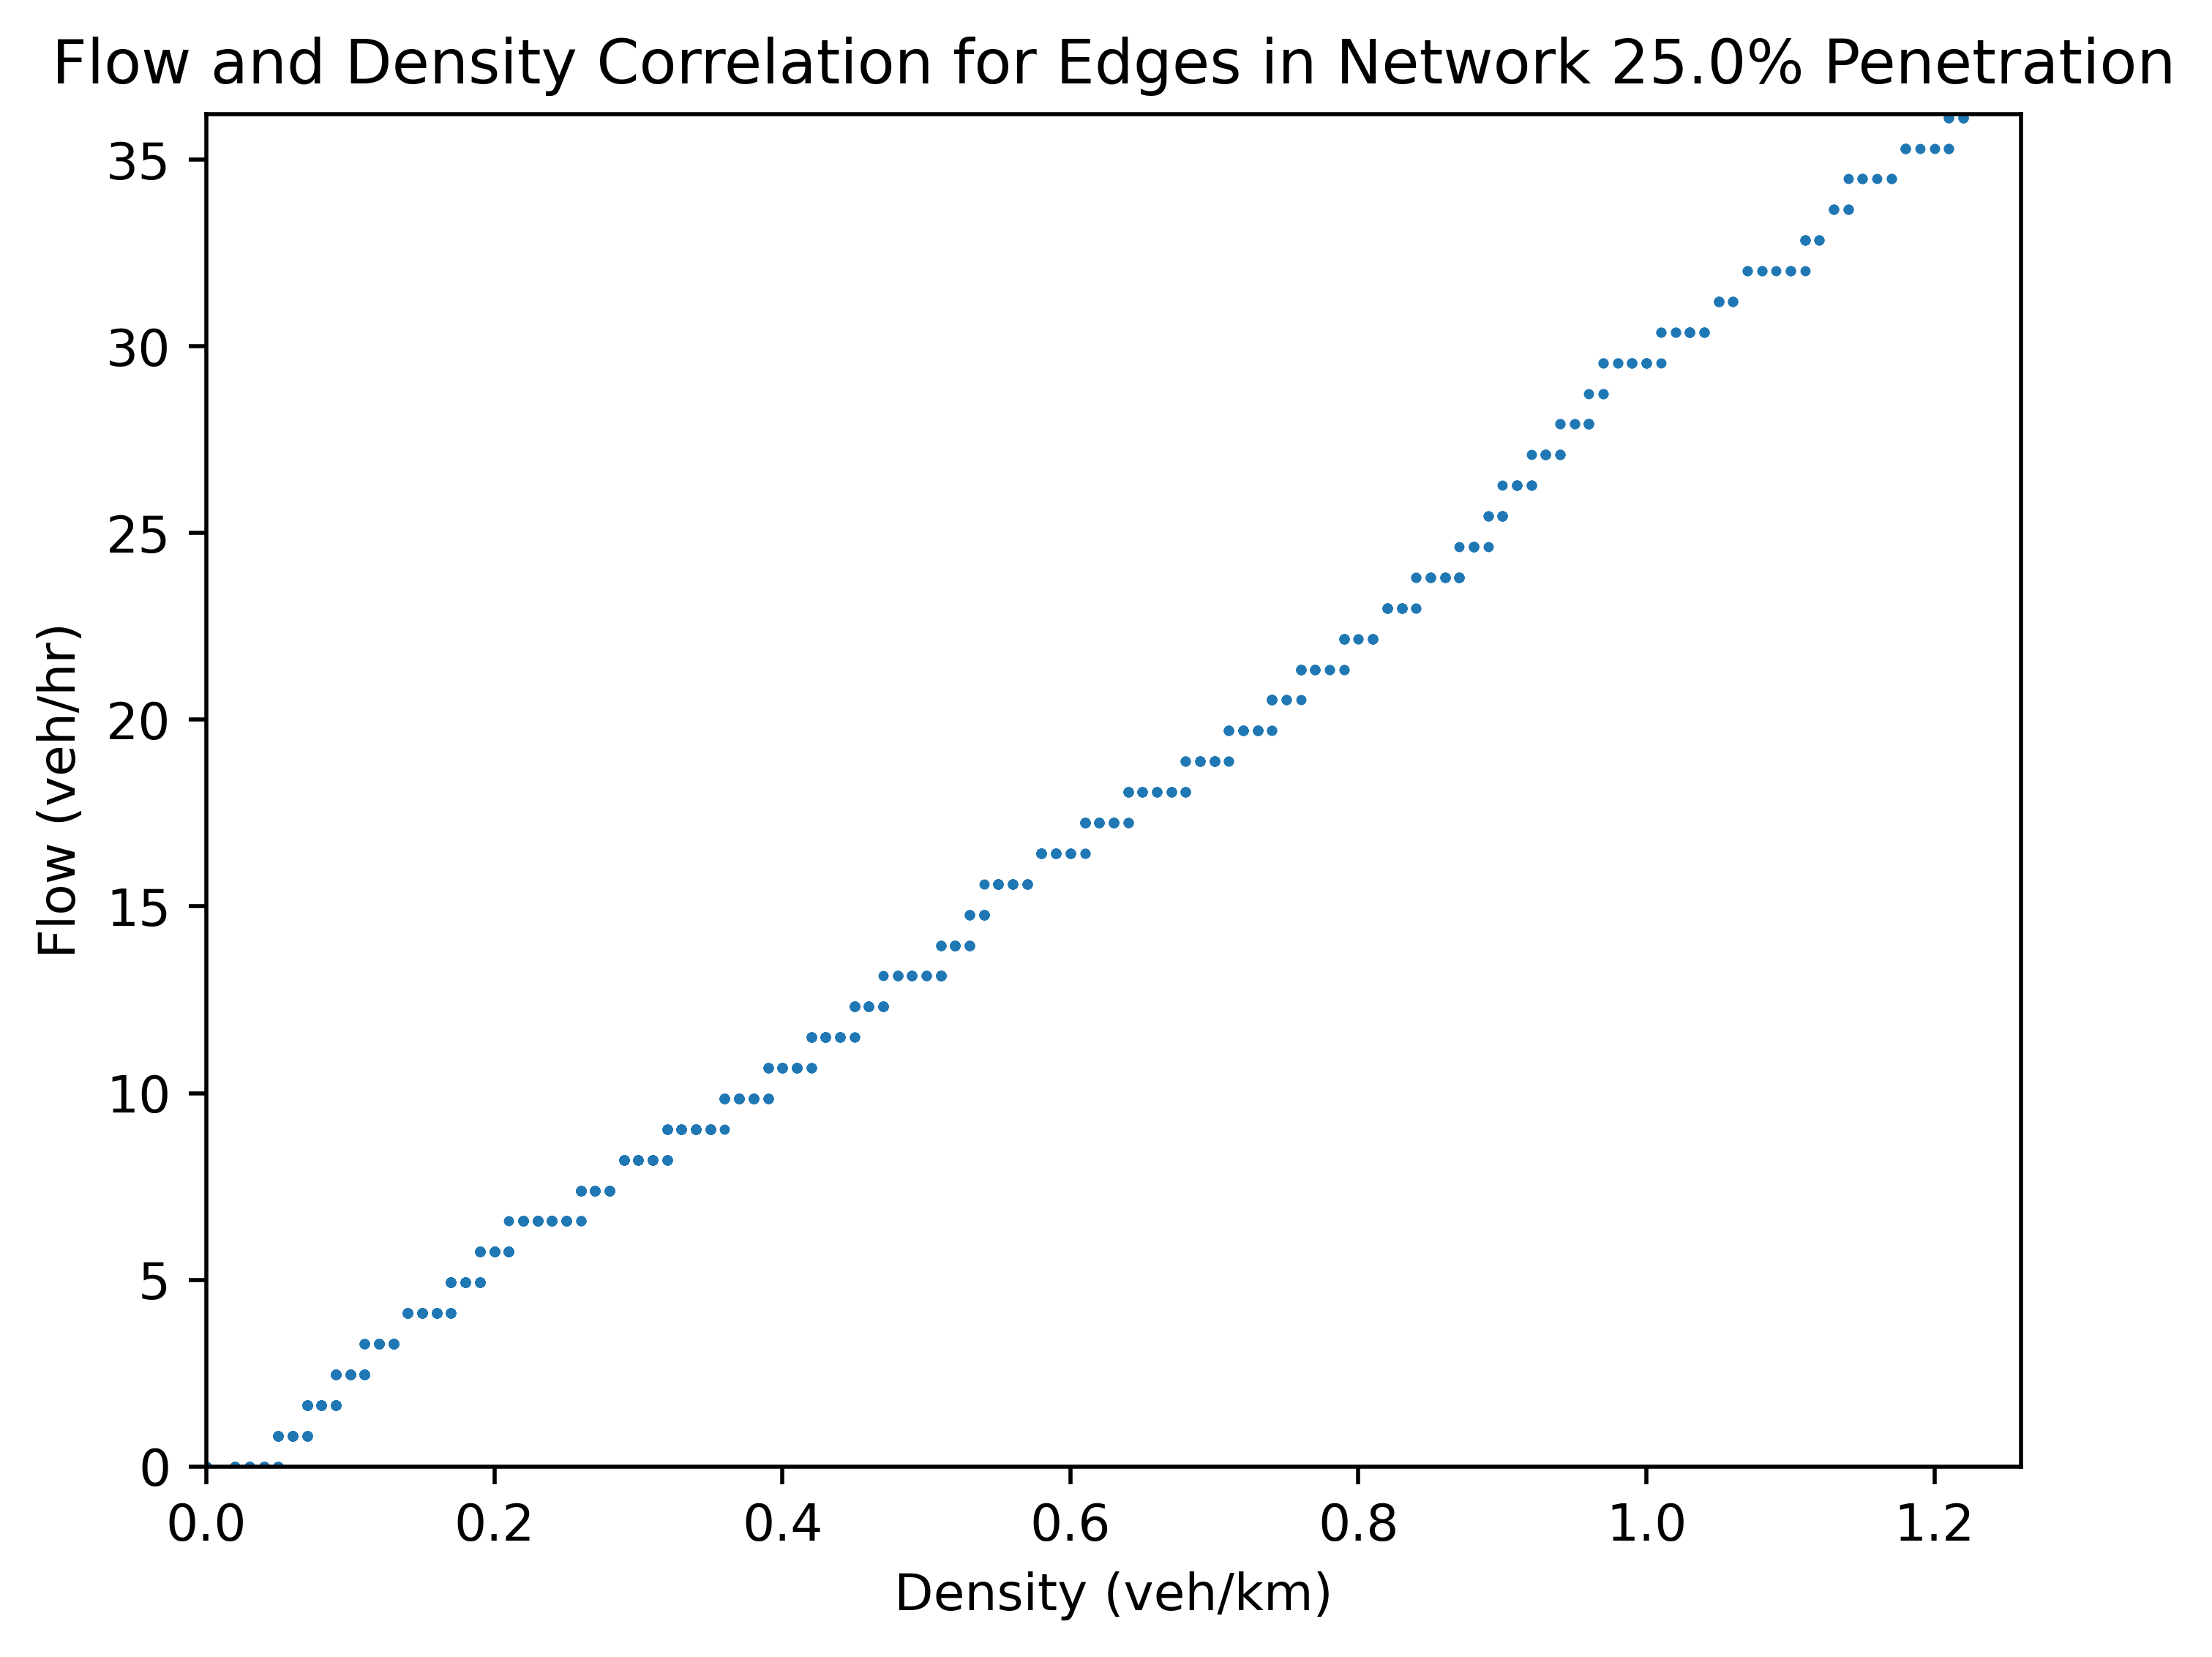 Flow and Density Correlation for Edges in Network 25.0% Penetration
35
30
25
20
15
10
5
0
Flow (veh/hr)
0.0 0.2 0.4 0.6 0.8 1.0 1.2
Density (veh/km)